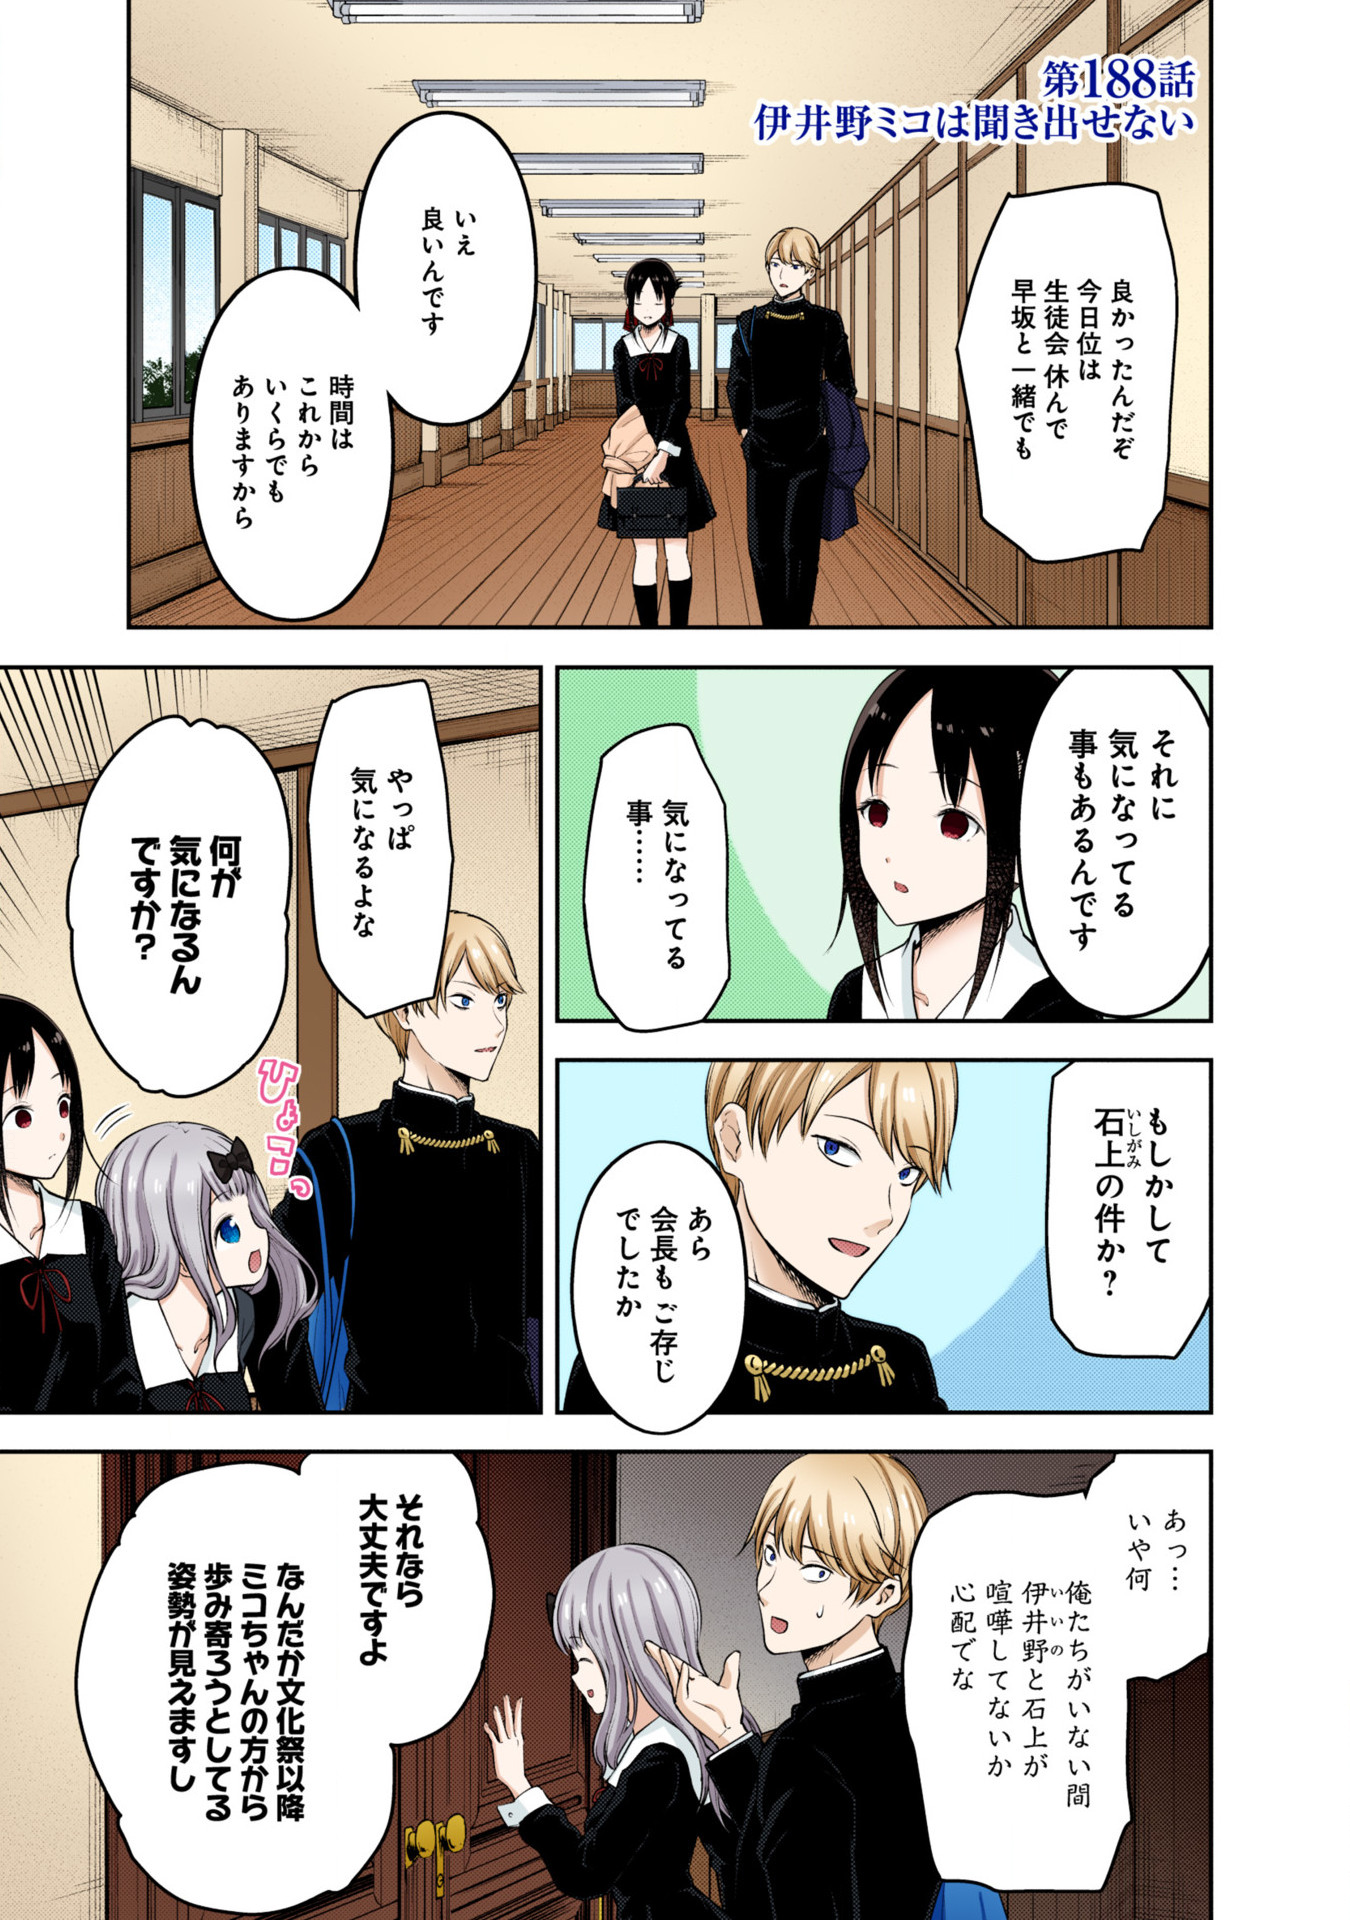 第188話
伊井野ミコは聞き出せない
良かったんだぞ
今日位は
生徒会休んで
早坂と一緒でも
いえ
良いんです
時間は
これから
いくらでも
ありますから
それに
気になってる
事もあるんです
気になってる
事……
もしかして
石上の件か?
いしがみ
あら
会長もご存じ
でしたか
やっぱ
気になるよな
何が
気になるん
ですか?
ひょコっ
あっ…
いや何
俺たちがいない間
伊井野と石上が
いいの
喧嘩してないか
心配でな
それなら
大丈夫ですよ
なんだか文化祭以降
ミコちゃんの方から
歩み寄ろうとしてる
姿勢が見えますし